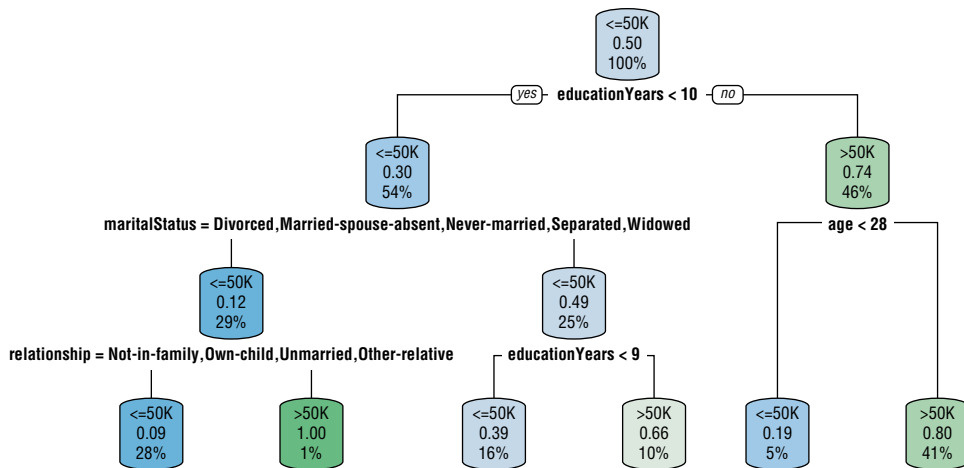 <=50K
0.50
100%
yes educationYears < 10 no
<=50K
0.30
54%
>50K
0.74
46%
maritalStatus = Divorced,Married-spouse-absent,Never-married,Separated,Widowed
age < 28
<=50K
0.12
29%
<=50K
0.49
25%
relationship = Not-in-family,Own-child,Unmarried,Other-relative
educationYears < 9
<=50K
0.09
28%
>50K
1.00
1%
<=50K
0.39
16%
>50K
0.66
10%
<=50K
0.19
5%
>50K
0.80
41%